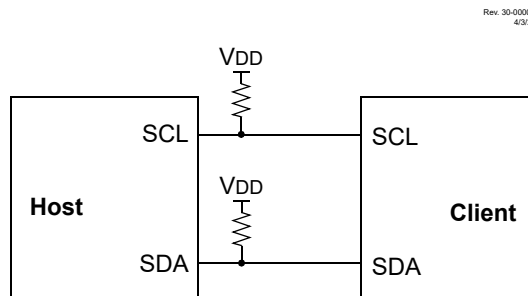 Rev. 30-0000
4/3/
VDD
SCL
SCL
VDD
Host
Client
SDA
SDA